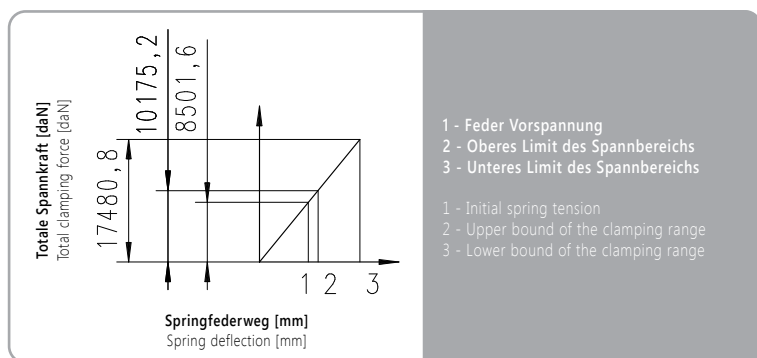 Totale Spannkraft [daN]
Total clamping force [daN]
17480,8
10175,2
8501,6
1 2 3
Springfederweg [mm]
Spring deflection [mm]
1 - Feder Vorspannung
2 - Oberes Limit des Spannbereichs
3 - Unteres Limit des Spannbereichs
1 - Initial spring tension
2 - Upper bound of the clamping range
3 - Lower bound of the clamping range